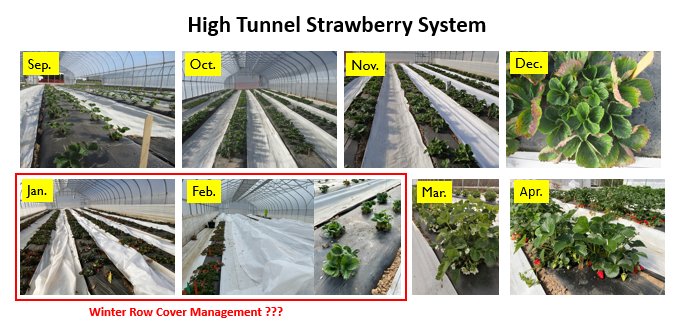 High Tunnel Strawberry System
Sep.
Oct.
Nov.
Dec.
Jan.
Feb.
Mar.
Apr.
Winter Row Cover Management ???